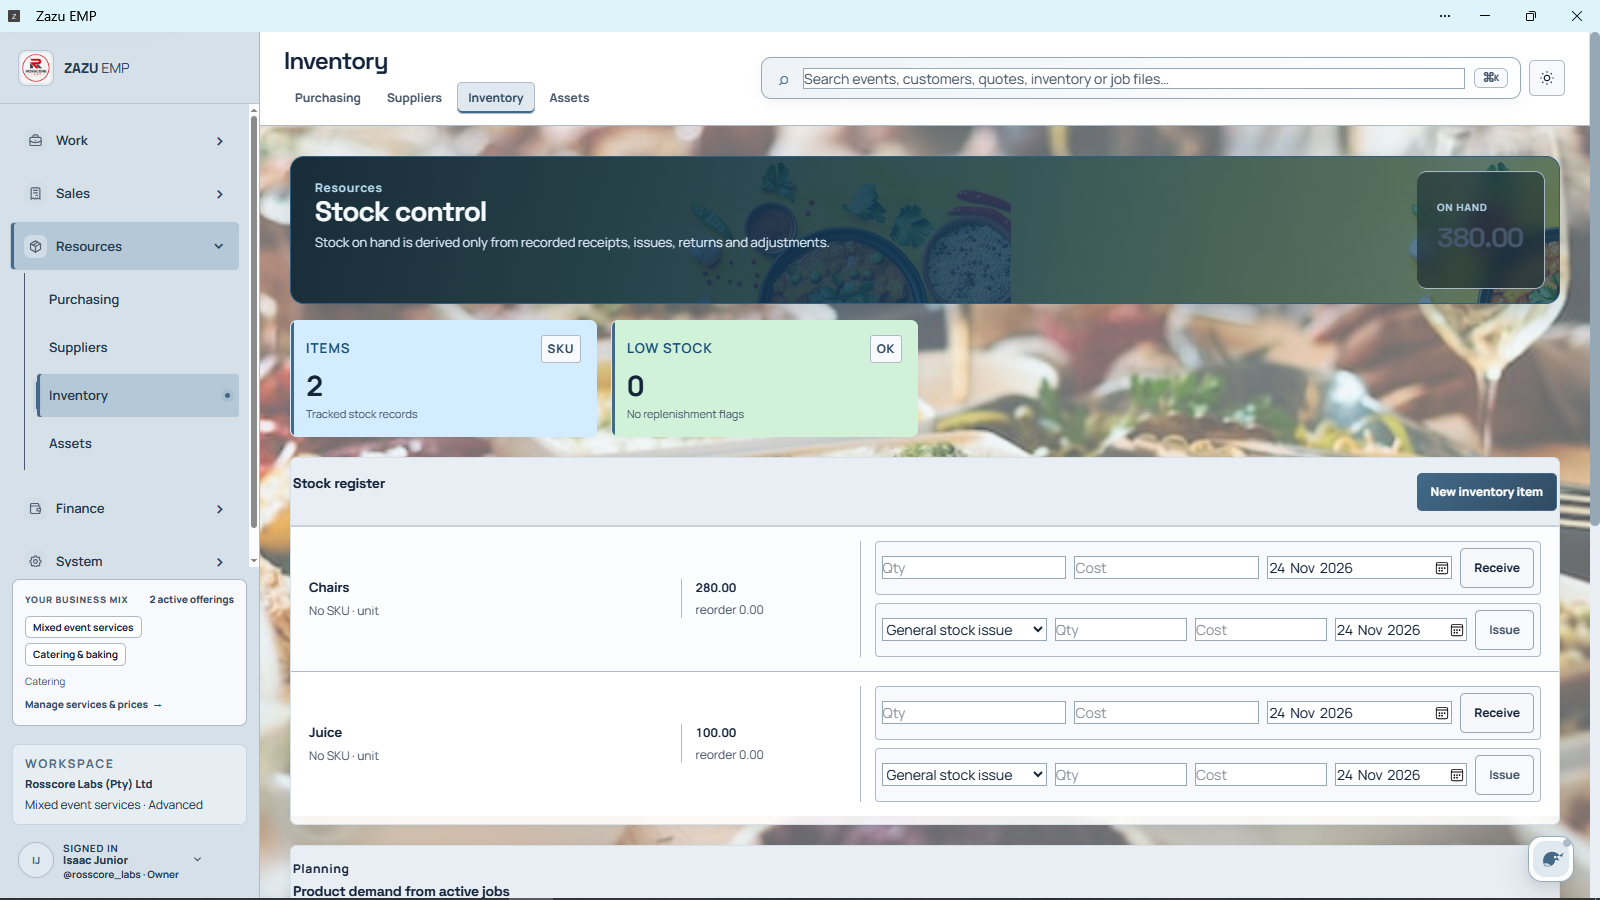 Zazu EMP
ZAZU EMP
Work
Sales
Resources
Purchasing
Suppliers
Inventory
Assets
Finance
System
YOUR BUSINESS MIX 2 active offerings
Mixed event services
Catering & baking
Catering
Manage services & prices →
WORKSPACE
Rosscore Labs (Pty) Ltd
Mixed event services · Advanced
IJ
SIGNED IN
Isaac Junior
@rosscore_labs · Owner
Inventory
Purchasing Suppliers Inventory Assets
Search events, customers, quotes, inventory or job files...
⌘K
Resources
Stock control
Stock on hand is derived only from recorded receipts, issues, returns and adjustments.
ON HAND
380.00
ITEMS SKU
2
Tracked stock records
LOW STOCK OK
0
No replenishment flags
Stock register
New inventory item
Chairs
No SKU · unit
280.00
reorder 0.00
Qty Cost 24 Nov 2026 Receive
General stock issue Qty Cost 24 Nov 2026 Issue
Juice
No SKU · unit
100.00
reorder 0.00
Qty Cost 24 Nov 2026 Receive
General stock issue Qty Cost 24 Nov 2026 Issue
Planning
Product demand from active jobs